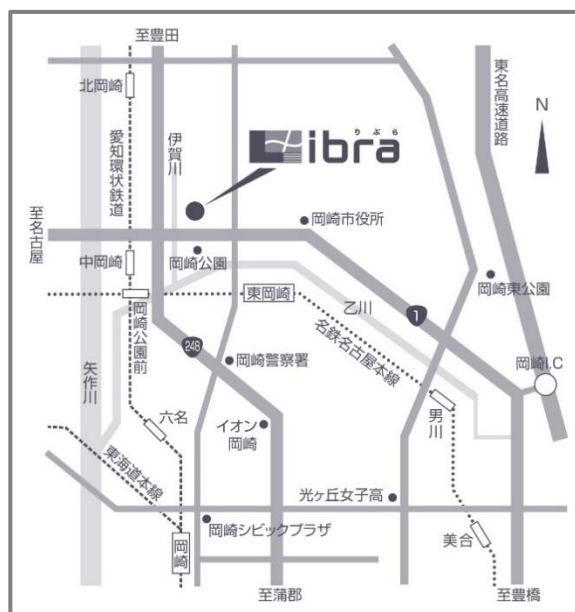 至豊田
北岡崎
愛知環状鉄道
伊賀川
りぶら
Libra
東名高速道路
N
至名古屋
岡崎市役所
中岡崎
岡崎公園
岡崎東公園
東岡崎
乙川
1
岡崎公園前
名鉄名古屋本線
248
岡崎警察署
岡崎I.C
矢作川
六名
イオン
岡崎
男川
東海道本線
光ヶ丘女子高
岡崎シビックプラザ
岡崎
美合
至蒲郡
至豊橋